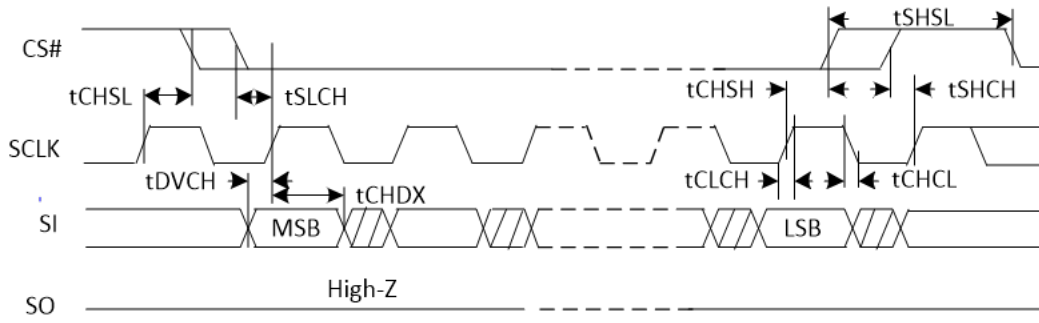 tSHSL
CS#
tCHSL
tSLCH
tCHSH
tSHCH
SCLK
tDVCH
tCHDX
tCLCH
tCHCL
SI
MSB
LSB
High-Z
SO